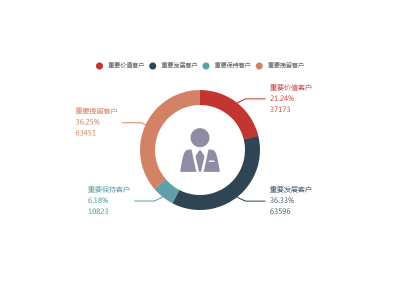 重要价值客户 重要发展客户 重要保持客户 重要挽留客户
重要价值客户
21.24%
37173
重要挽留客户
36.25%
63451
重要保持客户
6.18%
10823
重要发展客户
36.33%
63596